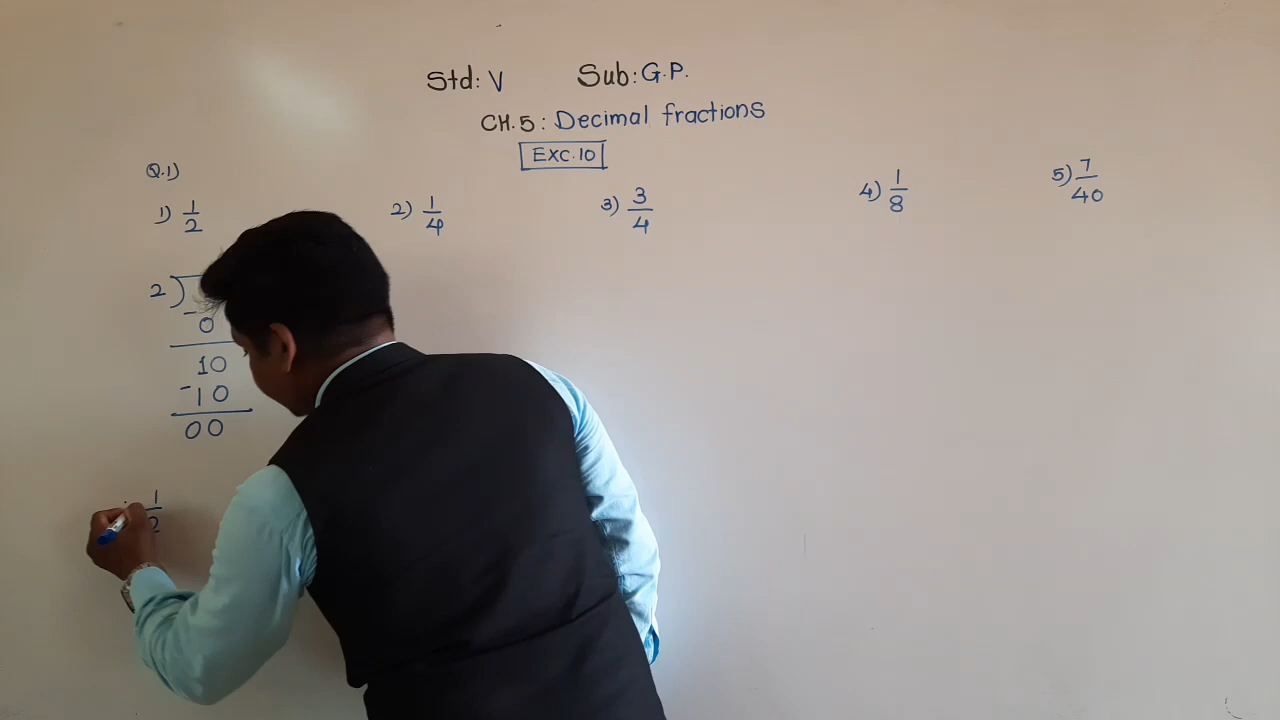 Std: V Sub: G.P.
CH.5: Decimal fractions
EXC.10
Q.1)
1) 1/2 2) 1/4 3) 3/4 4) 1/8 5) 7/40
2)
- 0
10
- 10
00
1/2